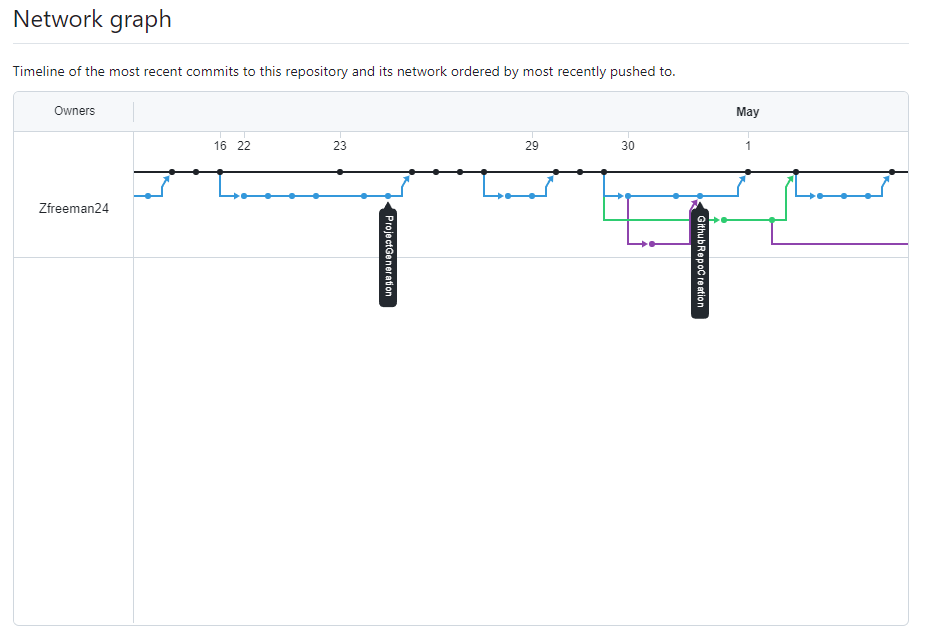 Network graph
Timeline of the most recent commits to this repository and its network ordered by most recently pushed to.
Owners
May
16 22 23 29 30 1
Zfreeman24
ProjectGeneration
GithubRepoCreation